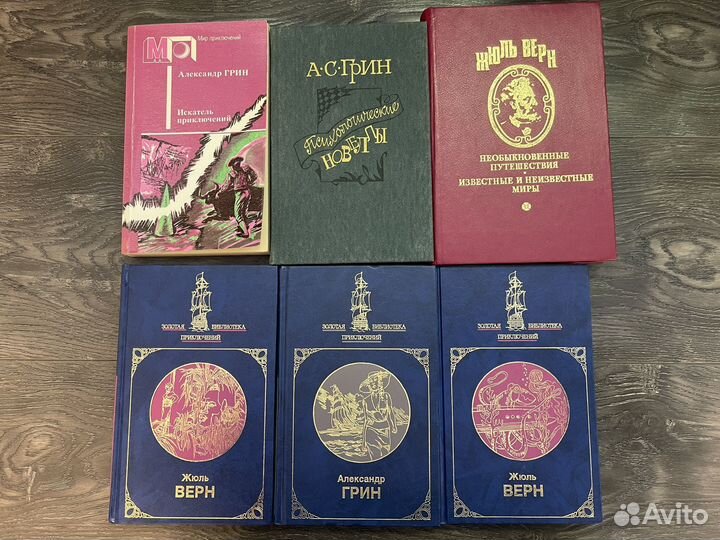 МП Мир приключений
Александр ГРИН
Искатель
приключений
А·С·ГРИН
Психологические
НОВЕЛЛЫ
ЖЮЛЬ ВЕРН
НЕОБЫКНОВЕННЫЕ
ПУТЕШЕСТВИЯ
ИЗВЕСТНЫЕ И НЕИЗВЕСТНЫЕ
МИРЫ
ЗОЛОТАЯ БИБЛИОТЕКА
ПРИКЛЮЧЕНИЙ
Жюль
ВЕРН
ЗОЛОТАЯ БИБЛИОТЕКА
ПРИКЛЮЧЕНИЙ
Александр
ГРИН
ЗОЛОТАЯ БИБЛИОТЕКА
ПРИКЛЮЧЕНИЙ
Жюль
ВЕРН
Avito